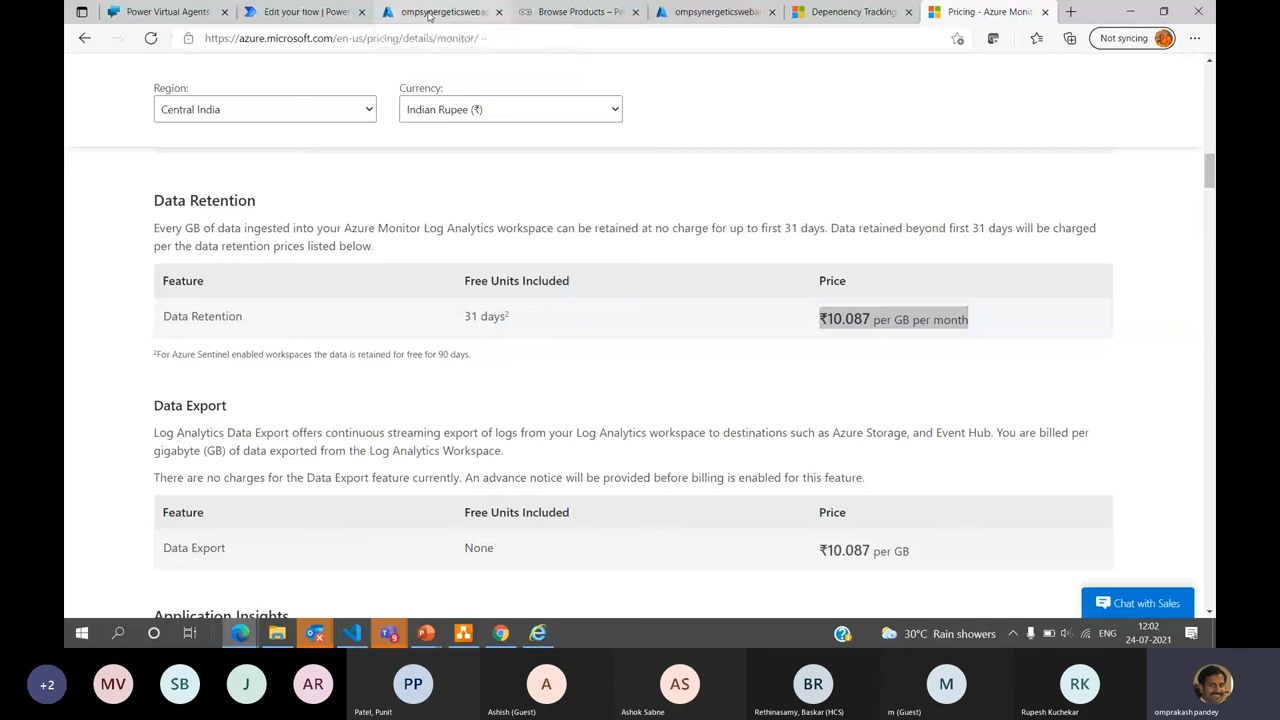 Power Virtual Agents
Edit your flow | Power
ompsynergeticsweba
Browse Products – Pe
ompsynergeticsweba
Dependency Tracking
Pricing - Azure Moni
https://azure.microsoft.com/en-us/pricing/details/monitor/
Not syncing
Region:
Currency:
Central India
Indian Rupee (₹)
Data Retention
Every GB of data ingested into your Azure Monitor Log Analytics workspace can be retained at no charge for up to first 31 days. Data retained beyond first 31 days will be charged
per the data retention prices listed below.
Feature Free Units Included Price
Data Retention 31 days² ₹10.087 per GB per month
²For Azure Sentinel enabled workspaces the data is retained for free for 90 days.
Data Export
Log Analytics Data Export offers continuous streaming export of logs from your Log Analytics workspace to destinations such as Azure Storage, and Event Hub. You are billed per
gigabyte (GB) of data exported from the Log Analytics Workspace.
There are no charges for the Data Export feature currently. An advance notice will be provided before billing is enabled for this feature.
Feature Free Units Included Price
Data Export None ₹10.087 per GB
Chat with Sales
Application Insights
30°C Rain showers
ENG
12:02
24-07-2021
+2
MV
SB
J
AR
PP
A
AS
BR
M
RK
Patel, Punit
Ashish (Guest)
Ashok Sabne
Rethinasamy, Baskar (HCS)
m (Guest)
Rupesh Kuchekar
omprakash pandey